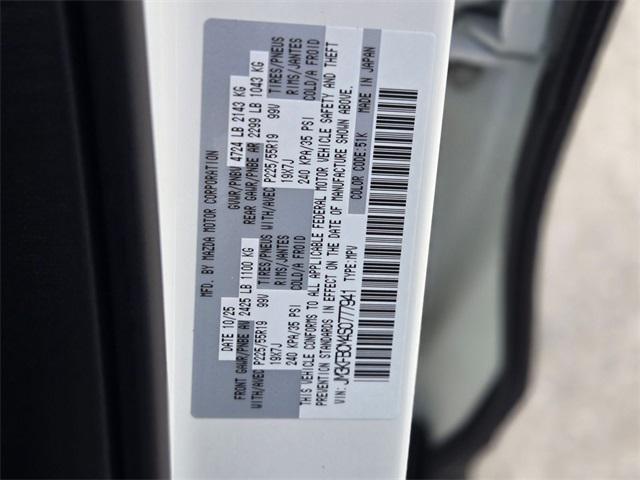 MFD. BY MAZDA MOTOR CORPORATION
DATE 10/25 GVWR/PNBV 4724 LB 2143 KG
FRONT GAWR/PNBE AV 2425 LB 1100 KG REAR GAWR/PNBE AR 2299 LB 1043 KG
WITH/AVEC P225/55R19 99V TIRES/PNEUS WITH/AVEC P225/55R19 99V TIRES/PNEUS
19X7J RIMS/JANTES 19X7J RIMS/JANTES
240 KPA/35 PSI COLD/A FROID 240 KPA/35 PSI COLD/A FROID
THIS VEHICLE CONFORMS TO ALL APPLICABLE FEDERAL MOTOR VEHICLE SAFETY AND THEFT
PREVENTION STANDARDS IN EFFECT ON THE DATE OF MANUFACTURE SHOWN ABOVE.
VIN: JM3KFBCM4S0777941 TYPE: MPV COLOR CODE: 51K MADE IN JAPAN